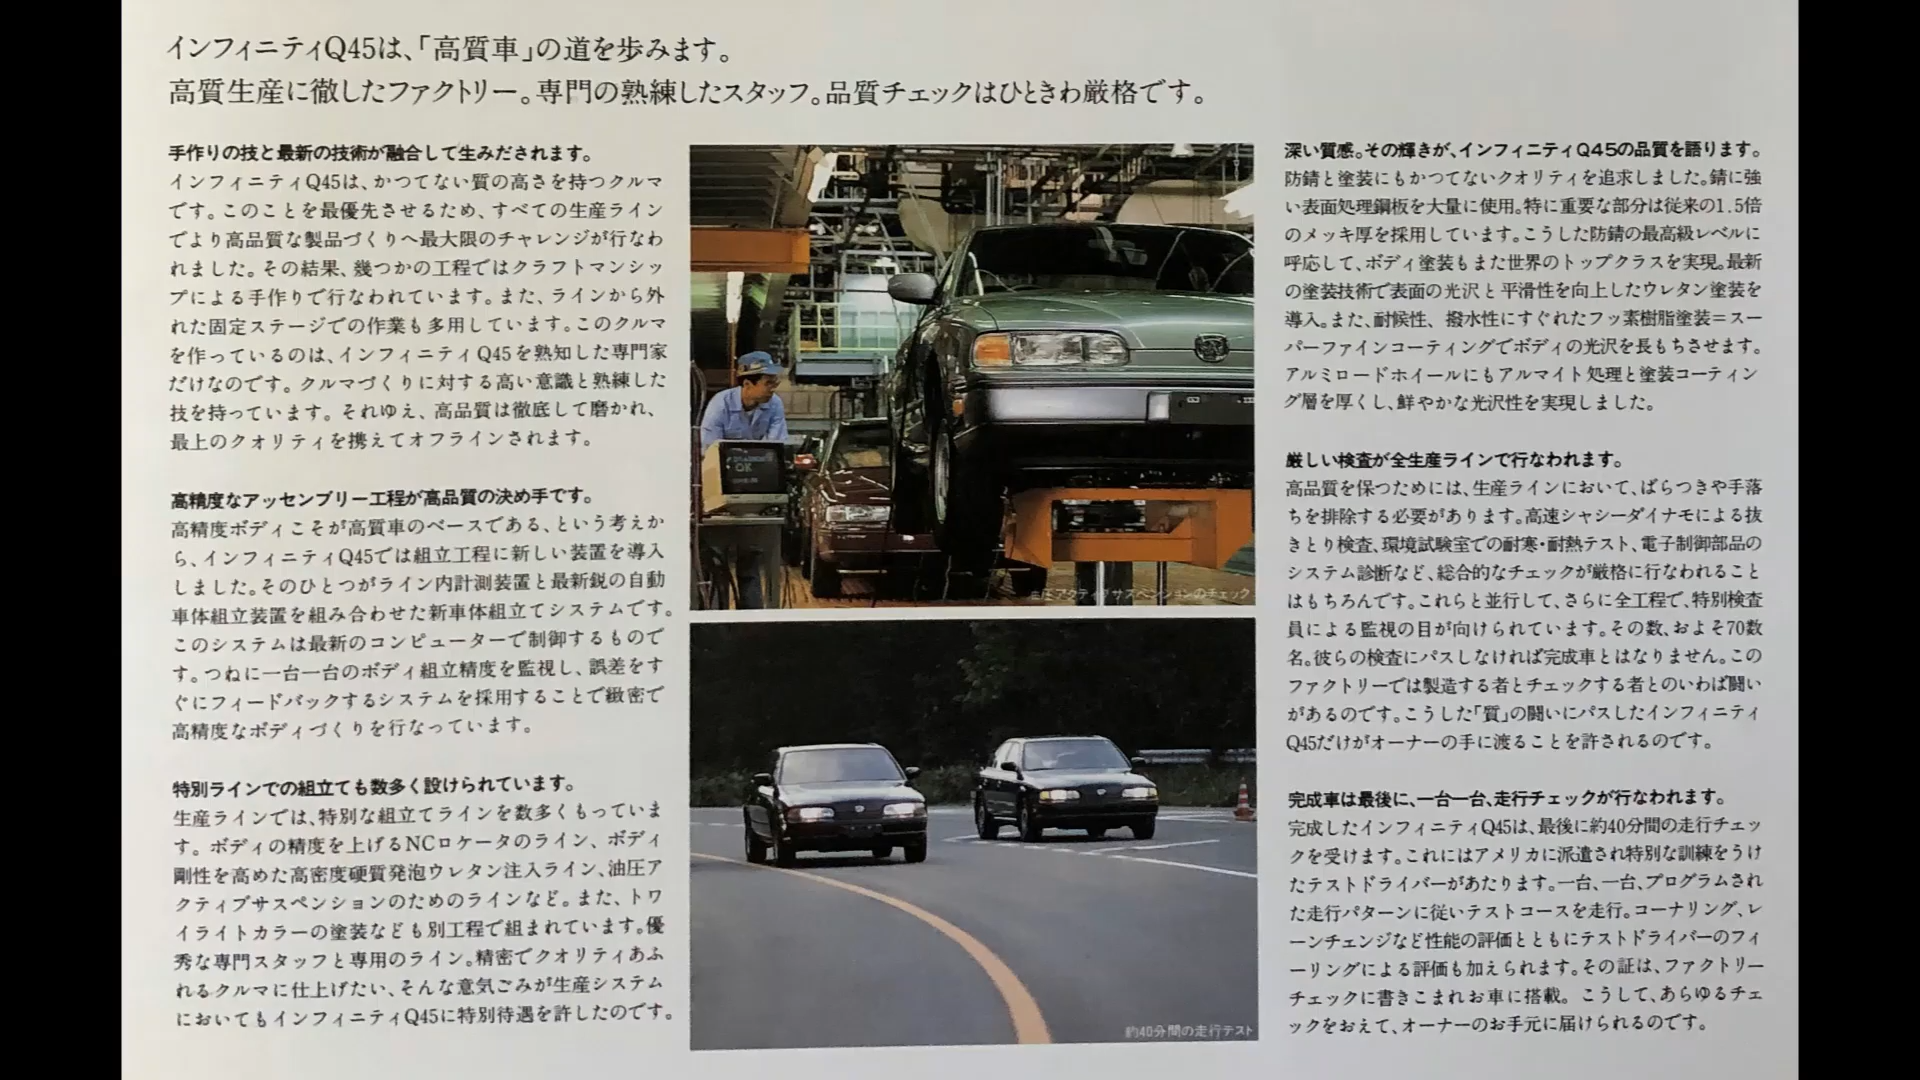 インフィニティQ45は、「高質車」の道を歩みます。
高質生産に徹したファクトリー。専門の熟練したスタッフ。品質チェックはひときわ厳格です。
手作りの技と最新の技術が融合して生みだされます。
インフィニティQ45は、かつてない質の高さを持つクルマ
です。このことを最優先させるため、すべての生産ライン
でより高品質な製品づくりへ最大限のチャレンジが行なわ
れました。その結果、幾つかの工程ではクラフトマンシッ
プによる手作りで行なわれています。また、ラインから外
れた固定ステージでの作業も多用しています。このクルマ
を作っているのは、インフィニティQ45を熟知した専門家
だけなのです。クルマづくりに対する高い意識と熟練した
技を持っています。それゆえ、高品質は徹底して磨かれ、
最上のクオリティを携えてオフラインされます。
高精度なアッセンブリー工程が高品質の決め手です。
高精度ボディこそが高質車のベースである、という考えか
ら、インフィニティQ45では組立工程に新しい装置を導入
しました。そのひとつがライン内計測装置と最新鋭の自動
車体組立装置を組み合わせた新車体組立てシステムです。
このシステムは最新のコンピューターで制御するもので
す。つねに一台一台のボディ組立精度を監視し、誤差をす
ぐにフィードバックするシステムを採用することで緻密で
高精度なボディづくりを行なっています。
特別ラインでの組立ても数多く設けられています。
生産ラインでは、特別な組立てラインを数多くもっていま
す。ボディの精度を上げるNCロケータのライン、ボディ
剛性を高めた高密度硬質発泡ウレタン注入ライン、油圧ア
クティブサスペンションのためのラインなど。また、トワ
イライトカラーの塗装なども別工程で組まれています。優
秀な専門スタッフと専用のライン。精密でクオリティあふ
れるクルマに仕上げたい、そんな意気ごみが生産システム
においてもインフィニティQ45に特別待遇を許したのです。
OK
油圧アクティブサスペンションのチェック
約40分間の走行テスト
深い質感。その輝きが、インフィニティQ45の品質を語ります。
防錆と塗装にもかつてないクオリティを追求しました。錆に強
い表面処理鋼板を大量に使用。特に重要な部分は従来の1.5倍
のメッキ厚を採用しています。こうした防錆の最高級レベルに
呼応して、ボディ塗装もまた世界のトップクラスを実現。最新
の塗装技術で表面の光沢と平滑性を向上したウレタン塗装を
導入。また、耐候性、撥水性にすぐれたフッ素樹脂塗装＝スー
パーファインコーティングでボディの光沢を長もちさせます。
アルミロードホイールにもアルマイト処理と塗装コーティン
グ層を厚くし、鮮やかな光沢性を実現しました。
厳しい検査が全生産ラインで行なわれます。
高品質を保つためには、生産ラインにおいて、ばらつきや手落
ちを排除する必要があります。高速シャシーダイナモによる抜
きとり検査、環境試験室での耐寒・耐熱テスト、電子制御部品の
システム診断など、総合的なチェックが厳格に行なわれること
はもちろんです。これらと並行して、さらに全工程で、特別検査
員による監視の目が向けられています。その数、およそ70数
名。彼らの検査にパスしなければ完成車とはなりません。この
ファクトリーでは製造する者とチェックする者とのいわば闘い
があるのです。こうした「質」の闘いにパスしたインフィニティ
Q45だけがオーナーの手に渡ることを許されるのです。
完成車は最後に、一台一台、走行チェックが行なわれます。
完成したインフィニティQ45は、最後に約40分間の走行チェッ
クを受けます。これにはアメリカに派遣され特別な訓練をうけ
たテストドライバーがあたります。一台、一台、プログラムされ
た走行パターンに従いテストコースを走行。コーナリング、レ
ーンチェンジなど性能の評価とともにテストドライバーのフィ
ーリングによる評価も加えられます。その証は、ファクトリー
チェックに書きこまれお車に搭載。こうして、あらゆるチェ
ックをおえて、オーナーのお手元に届けられるのです。